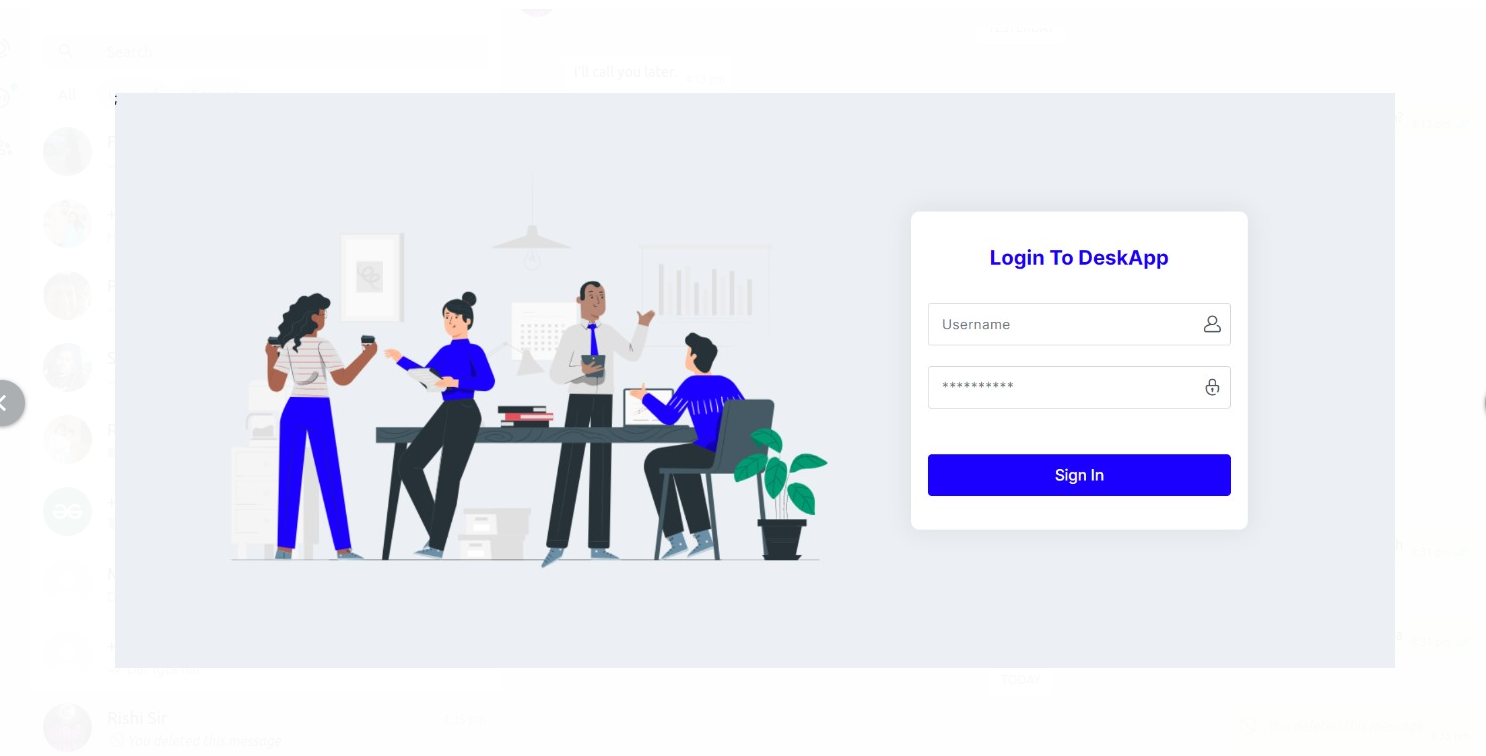 Search
I'll call you later.
All
Login To DeskApp
Username
**********
Sign In
TODAY
Rishi Sir
You deleted this message